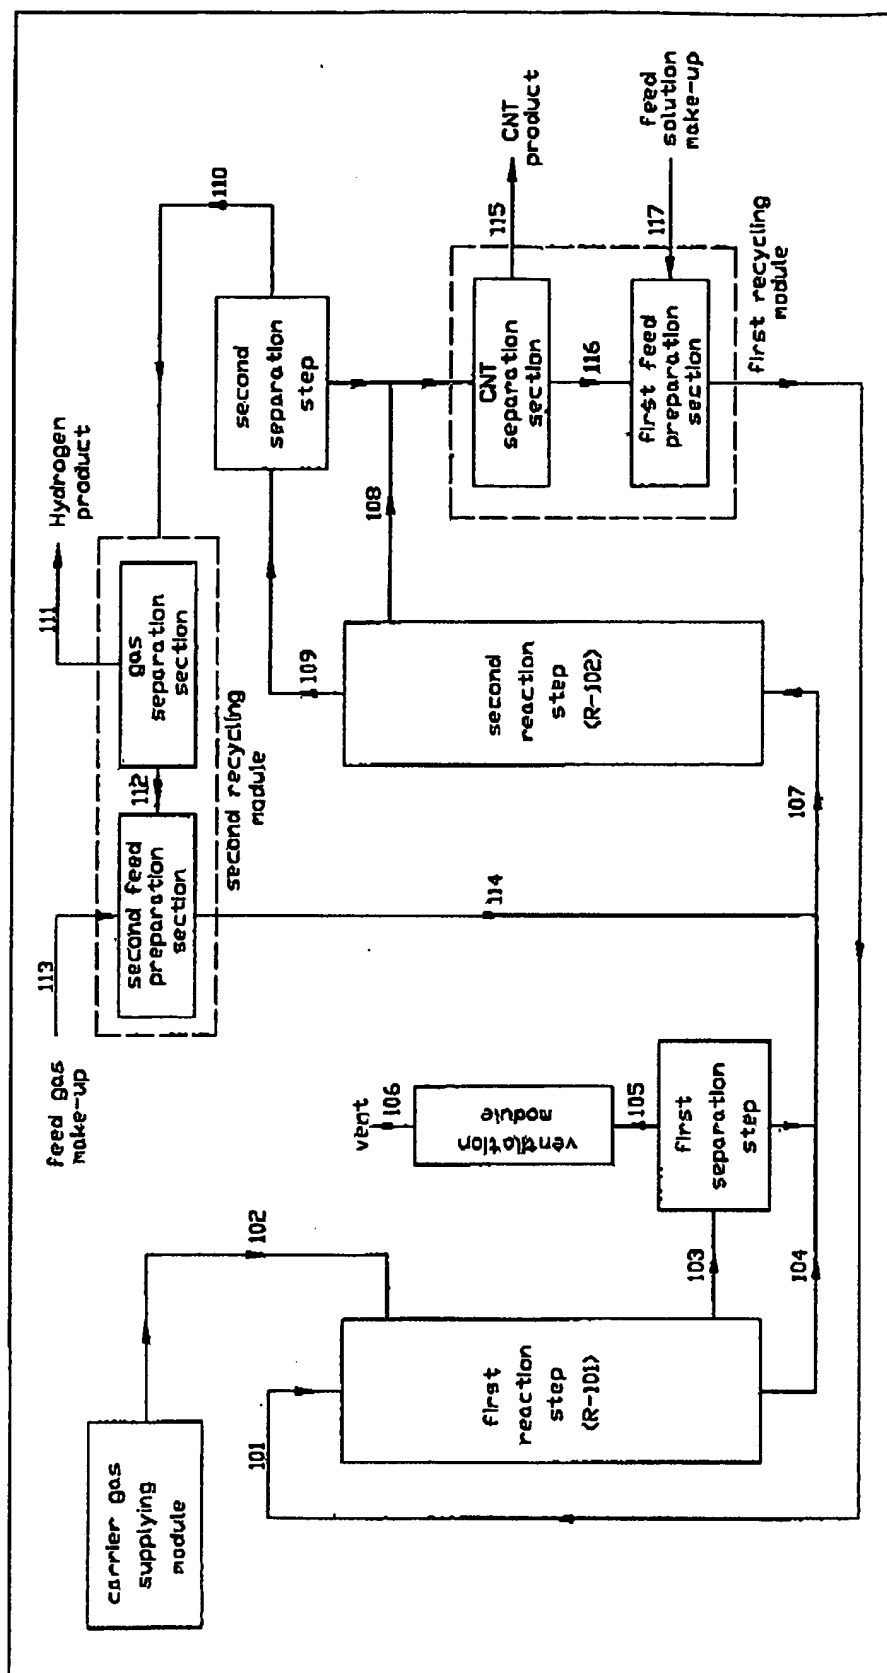 carrier gas
supplying
module
102
101
first
reaction
step
(R-101)
103
104
first
separation
step
105
ventilation
module
106
vent
feed gas
make-up
113
second feed
preparation
section
112
gas
separation
section
second recycling
module
111
Hydrogen
product
114
107
second
reaction
step
(R-102)
109
108
second
separation
step
110
CNT
separation
section
115
CNT
product
116
first feed
preparation
section
117
feed
solution
make-up
first recycling
module